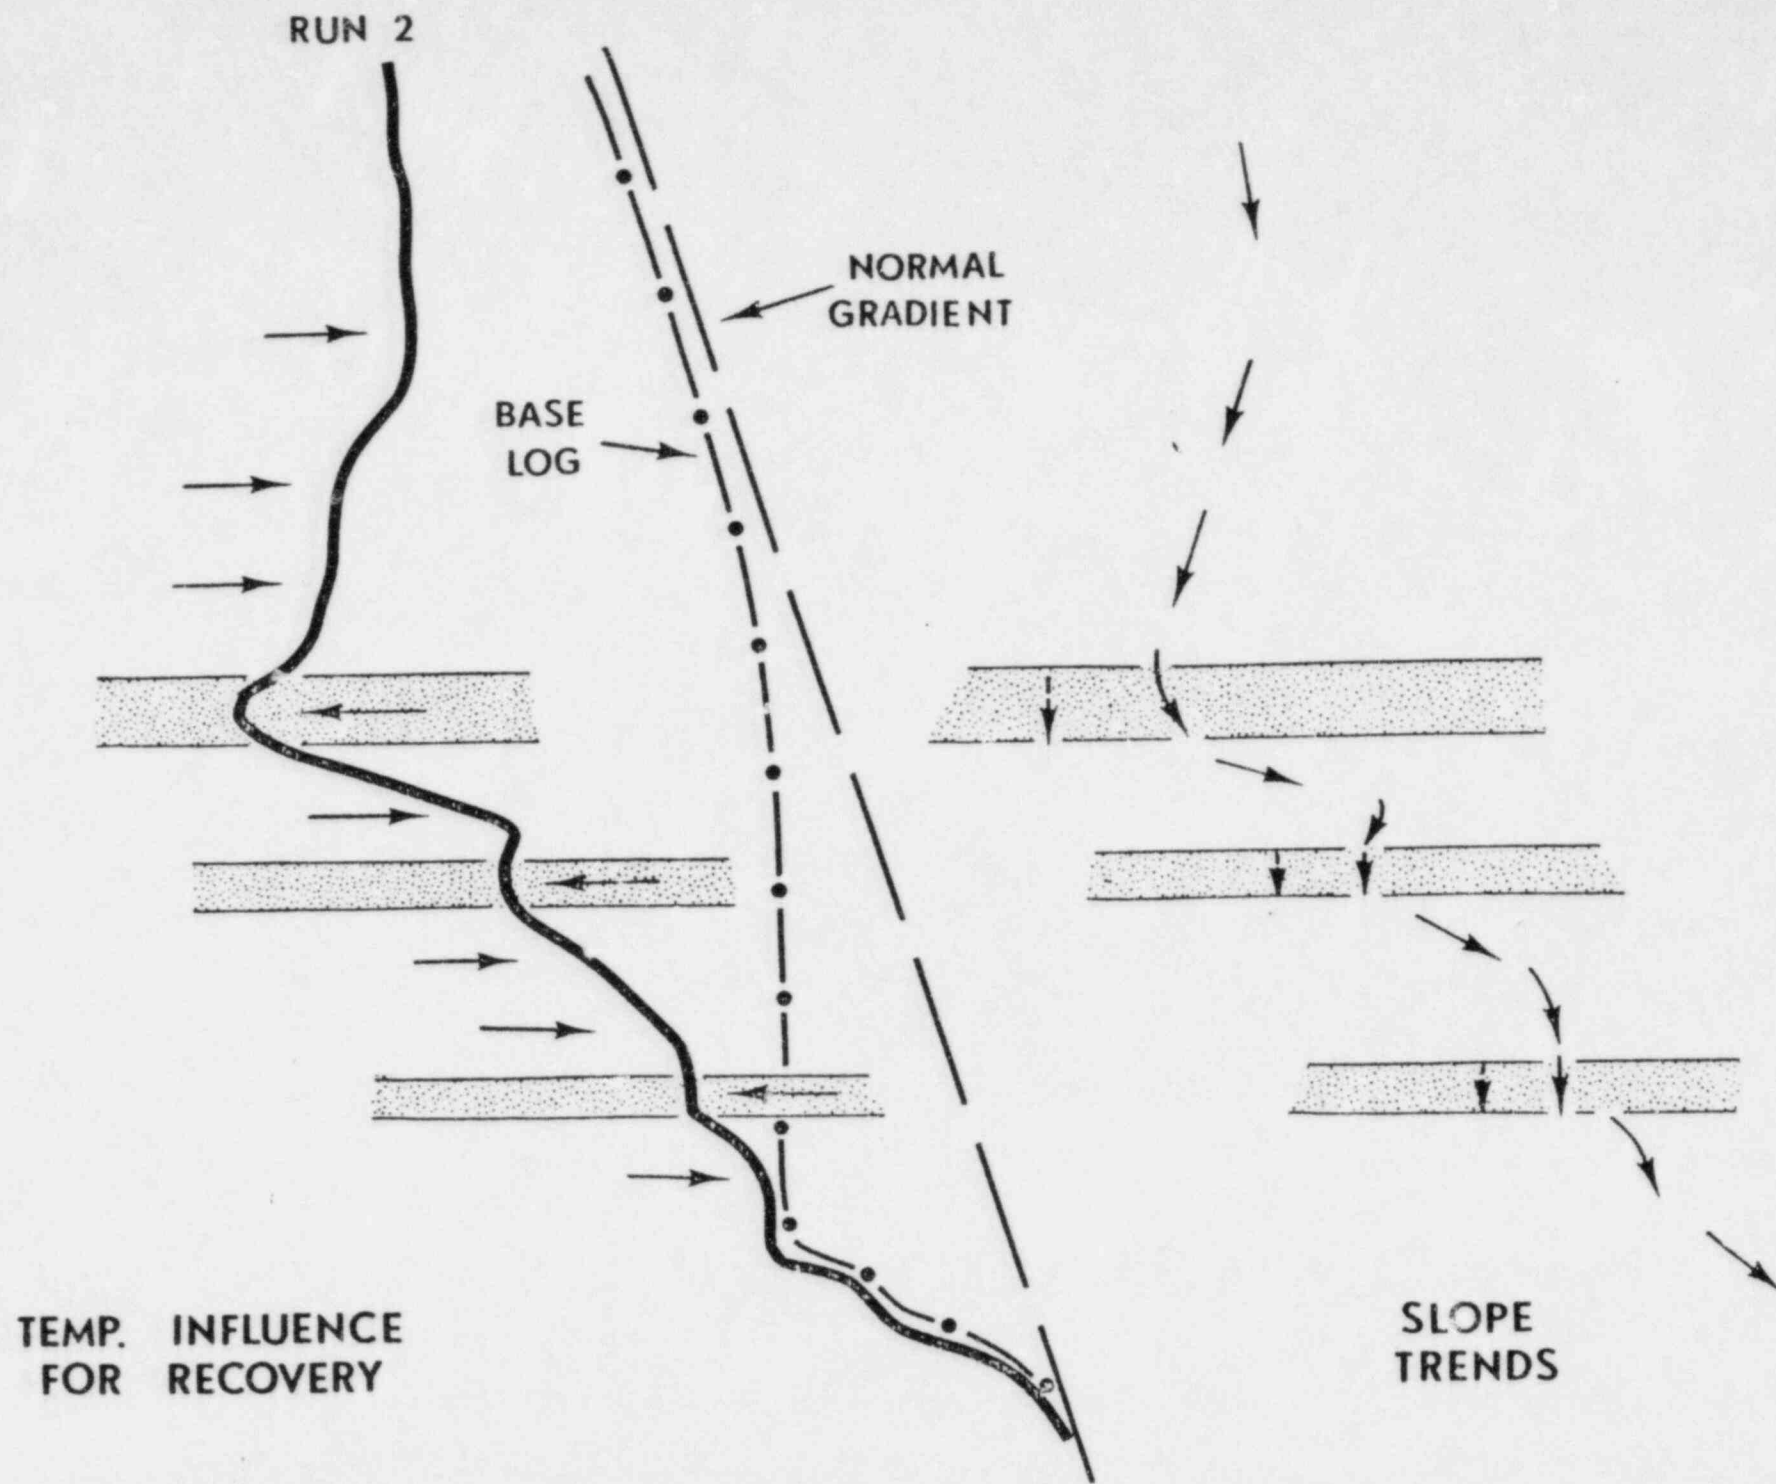 RUN 2
NORMAL
GRADIENT
BASE
LOG
TEMP. INFLUENCE
FOR RECOVERY
SLOPE
TRENDS